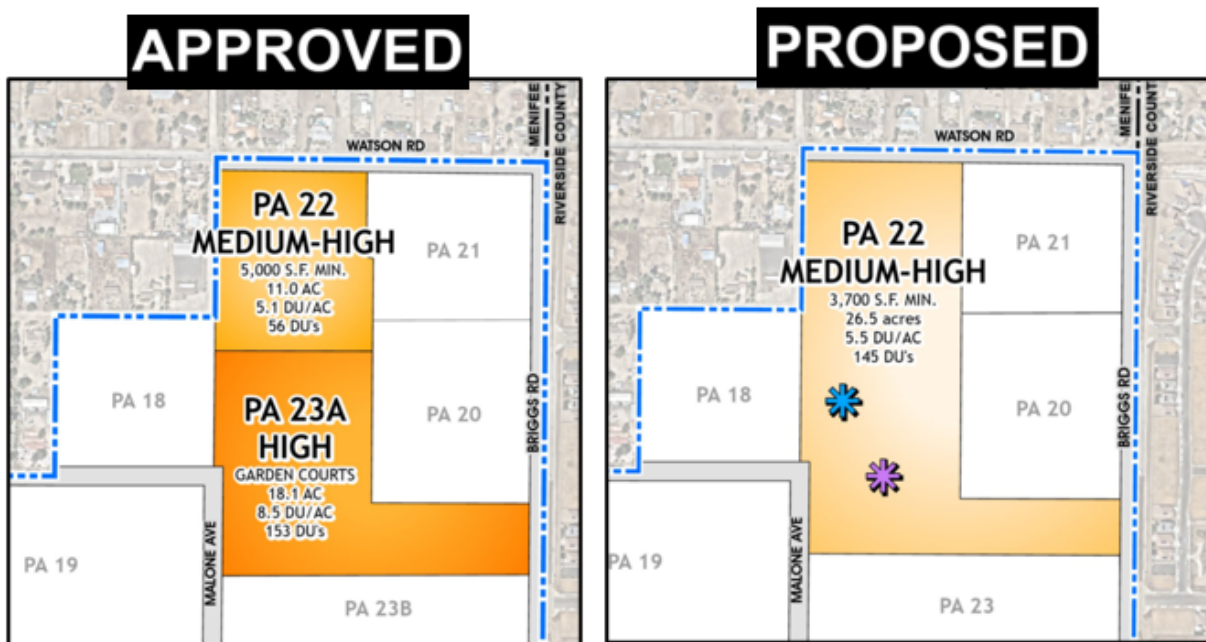 APPROVED
WATSON RD
MENIFEE
RIVERSIDE COUNTY
PA 22
MEDIUM-HIGH
5,000 S.F. MIN.
11.0 AC
5.1 DU/AC
56 DU's
PA 21
PA 18
PA 23A
HIGH
GARDEN COURTS
18.1 AC
8.5 DU/AC
153 DU's
PA 20
BRIGGS RD
PA 19
MALONE AVE
PA 23B
PROPOSED
WATSON RD
MENIFEE
RIVERSIDE COUNTY
PA 22
MEDIUM-HIGH
3,700 S.F. MIN.
26.5 acres
5.5 DU/AC
145 DU's
PA 21
PA 18
PA 20
BRIGGS RD
PA 19
MALONE AVE
PA 23